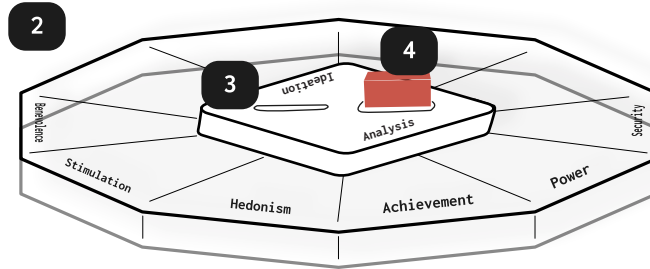 2
4
3
Ideation
Analysis
Benevolence
Security
Stimulation
Hedonism
Achievement
Power